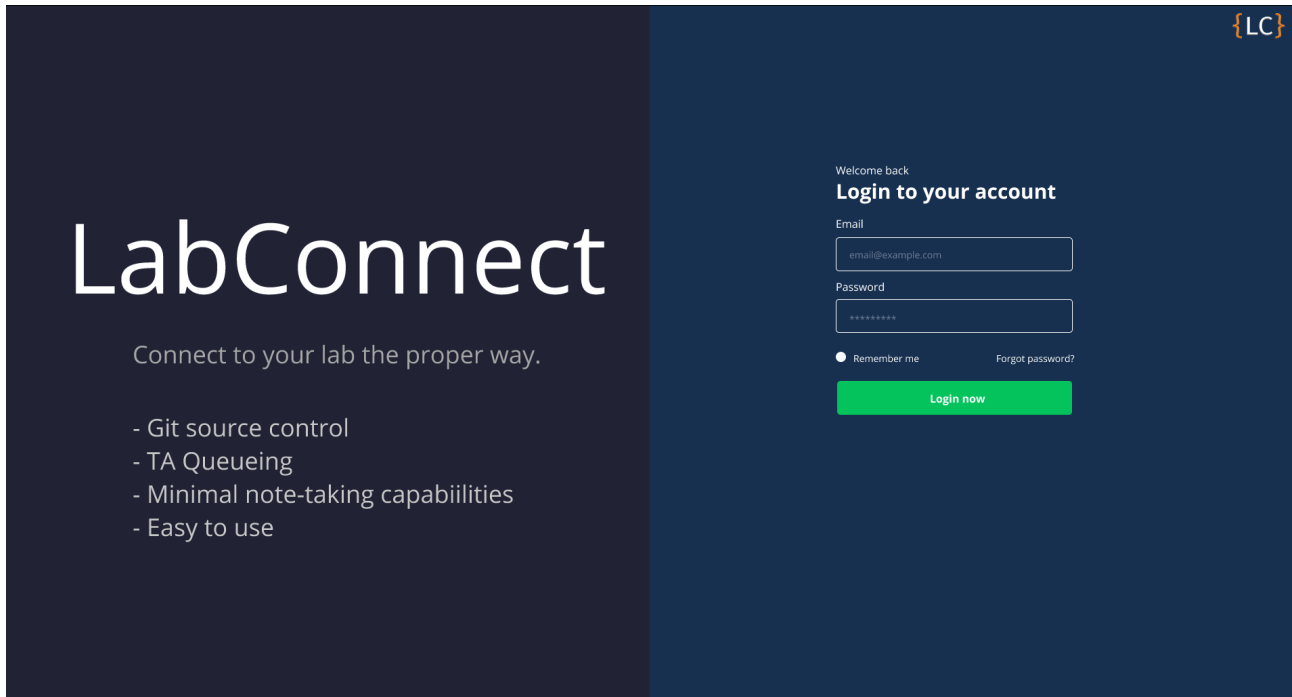 {LC}
LabConnect
Connect to your lab the proper way.
- Git source control
- TA Queueing
- Minimal note-taking capabiilities
- Easy to use
Welcome back
Login to your account
Email
email@example.com
Password
*********
Remember me
Forgot password?
Login now